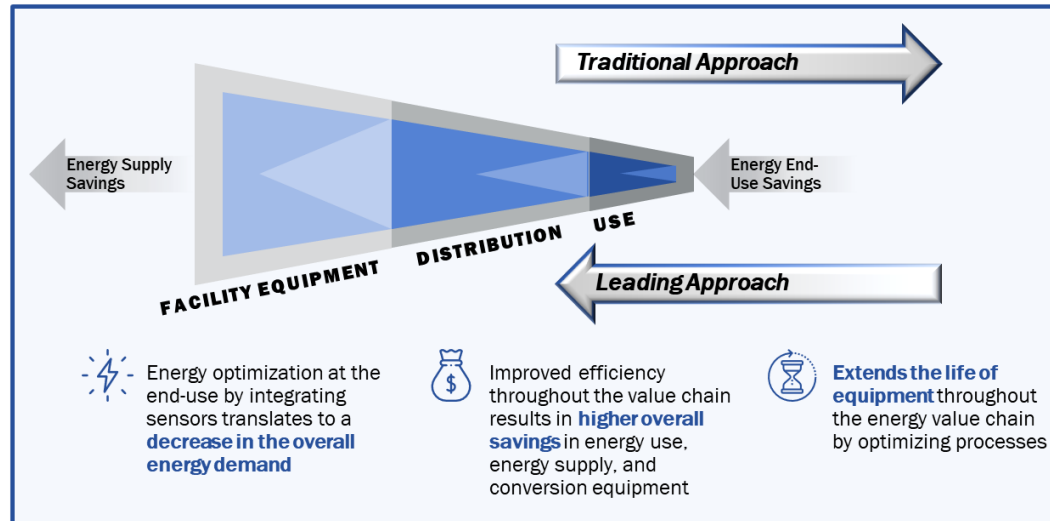 Traditional Approach
Energy Supply
Savings
Energy End-
Use Savings
FACILITY EQUIPMENT
DISTRIBUTION
USE
Leading Approach
Energy optimization at the
end-use by integrating
sensors translates to a
decrease in the overall
energy demand
$
Improved efficiency
throughout the value chain
results in higher overall
savings in energy use,
energy supply, and
conversion equipment
Extends the life of
equipment throughout
the energy value chain
by optimizing processes